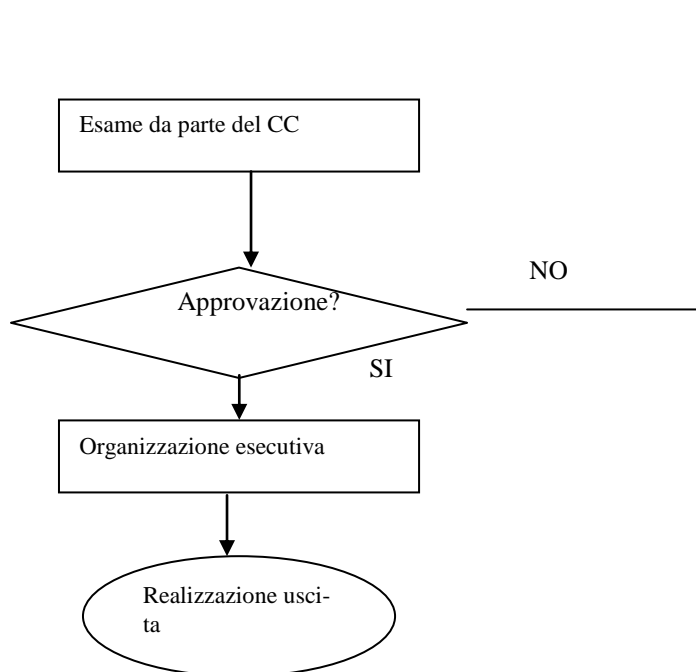 Esame da parte del CC
NO
Approvazione?
SI
Organizzazione esecutiva
Realizzazione usci-
ta